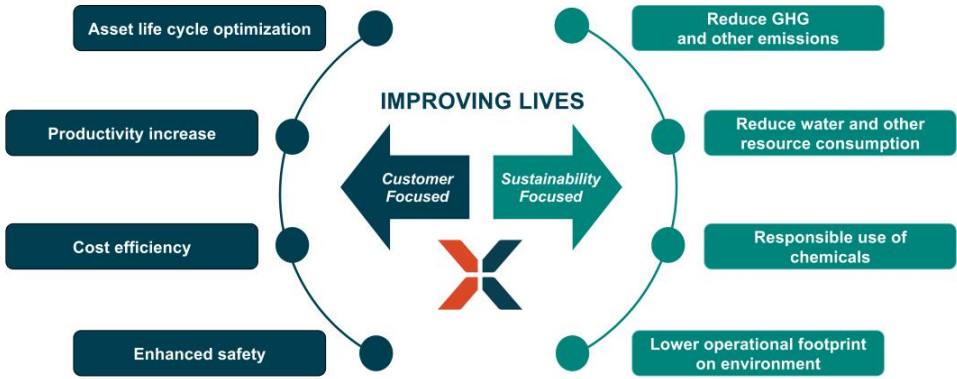 Asset life cycle optimization
Productivity increase
Cost efficiency
Enhanced safety
IMPROVING LIVES
Customer
Focused
Sustainability
Focused
Reduce GHG
and other emissions
Reduce water and other
resource consumption
Responsible use of
chemicals
Lower operational footprint
on environment